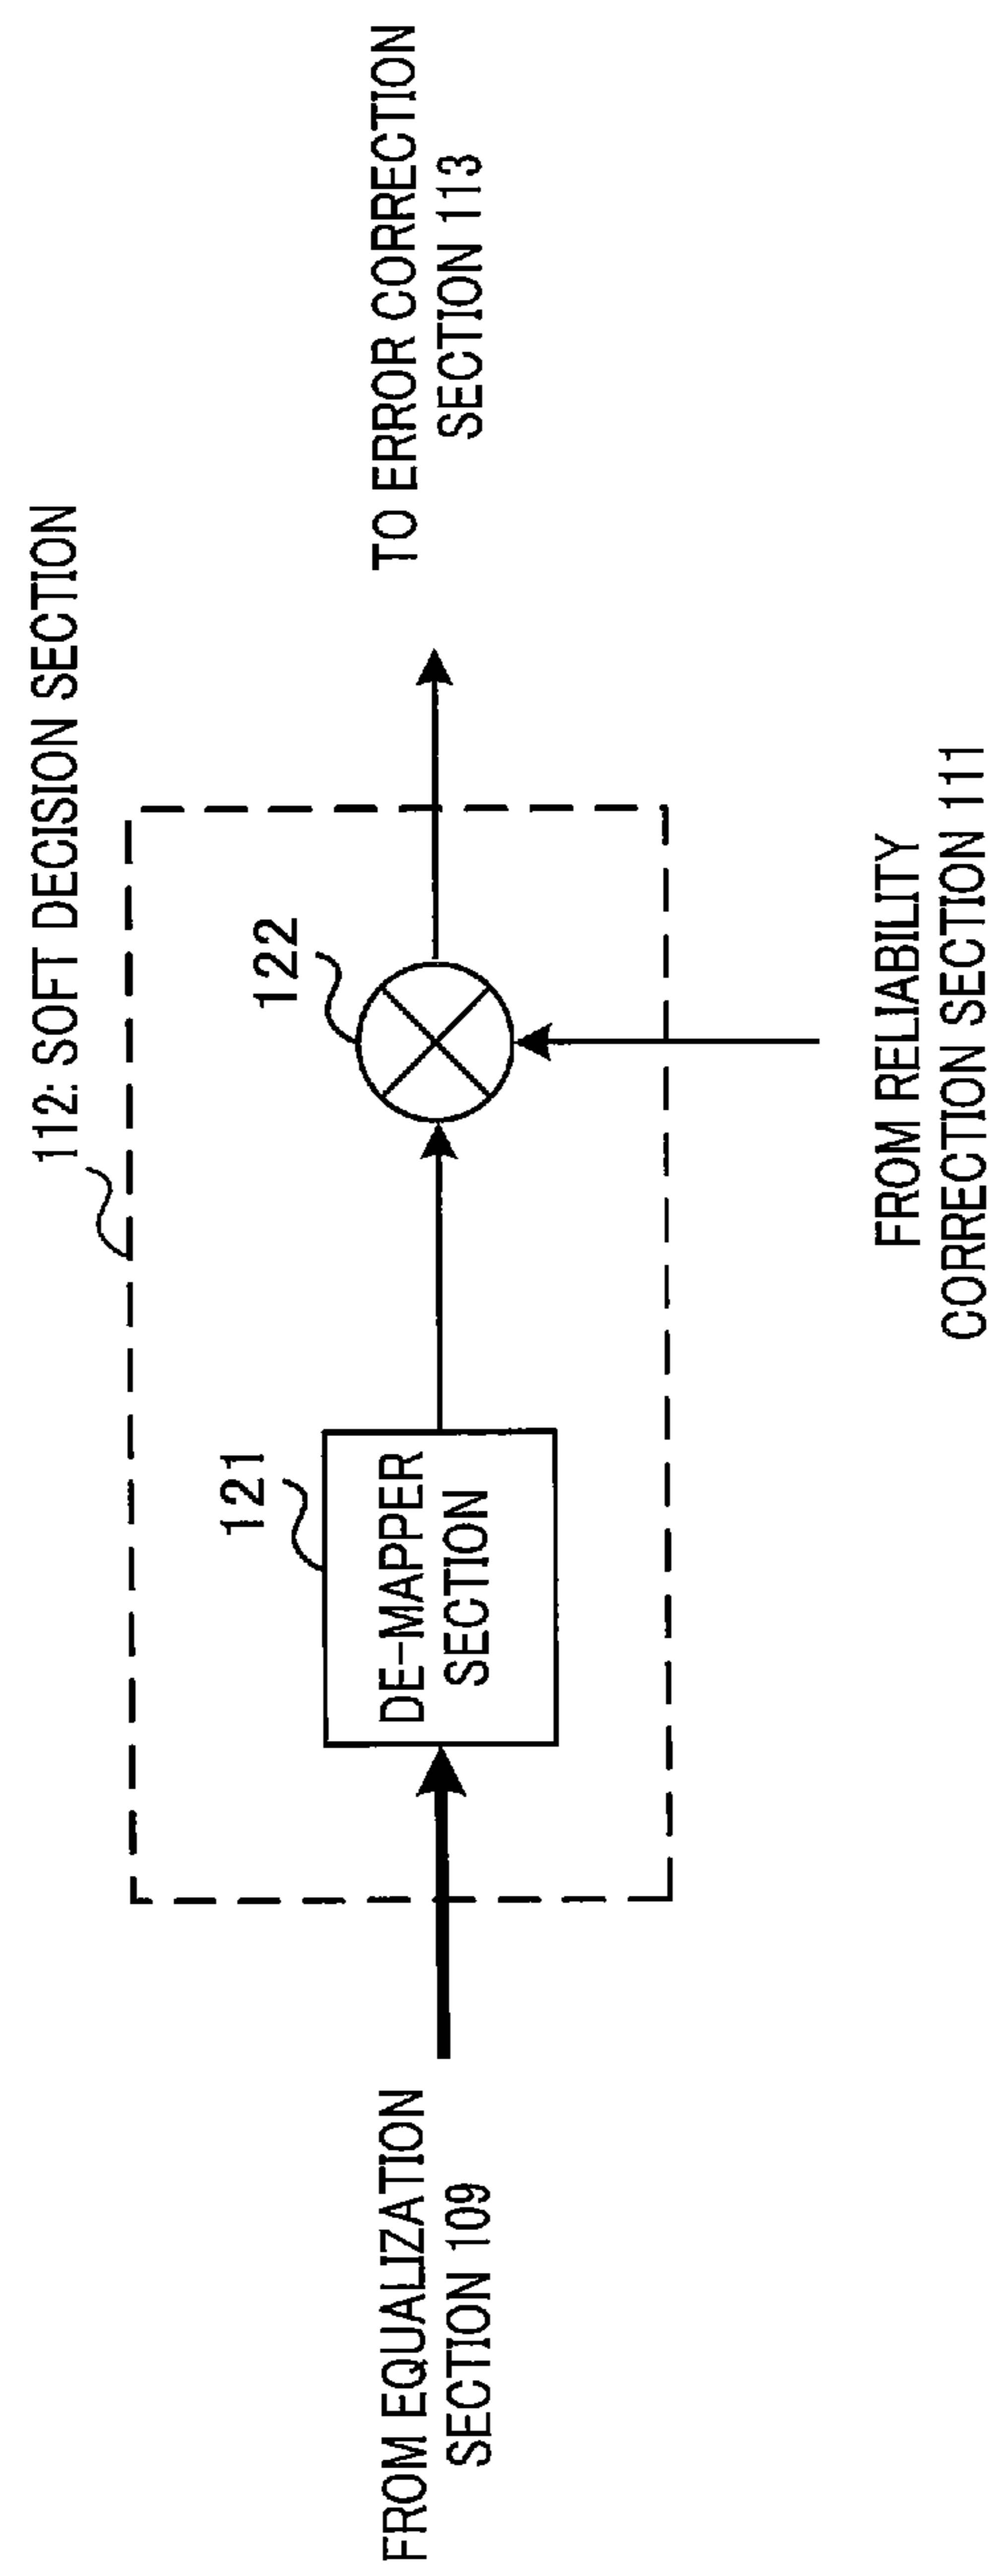 112: SOFT DECISION SECTION
FROM EQUALIZATION
SECTION 109
121
DE-MAPPER
SECTION
122
TO ERROR CORRECTION
SECTION 113
FROM RELIABILITY
CORRECTION SECTION 111